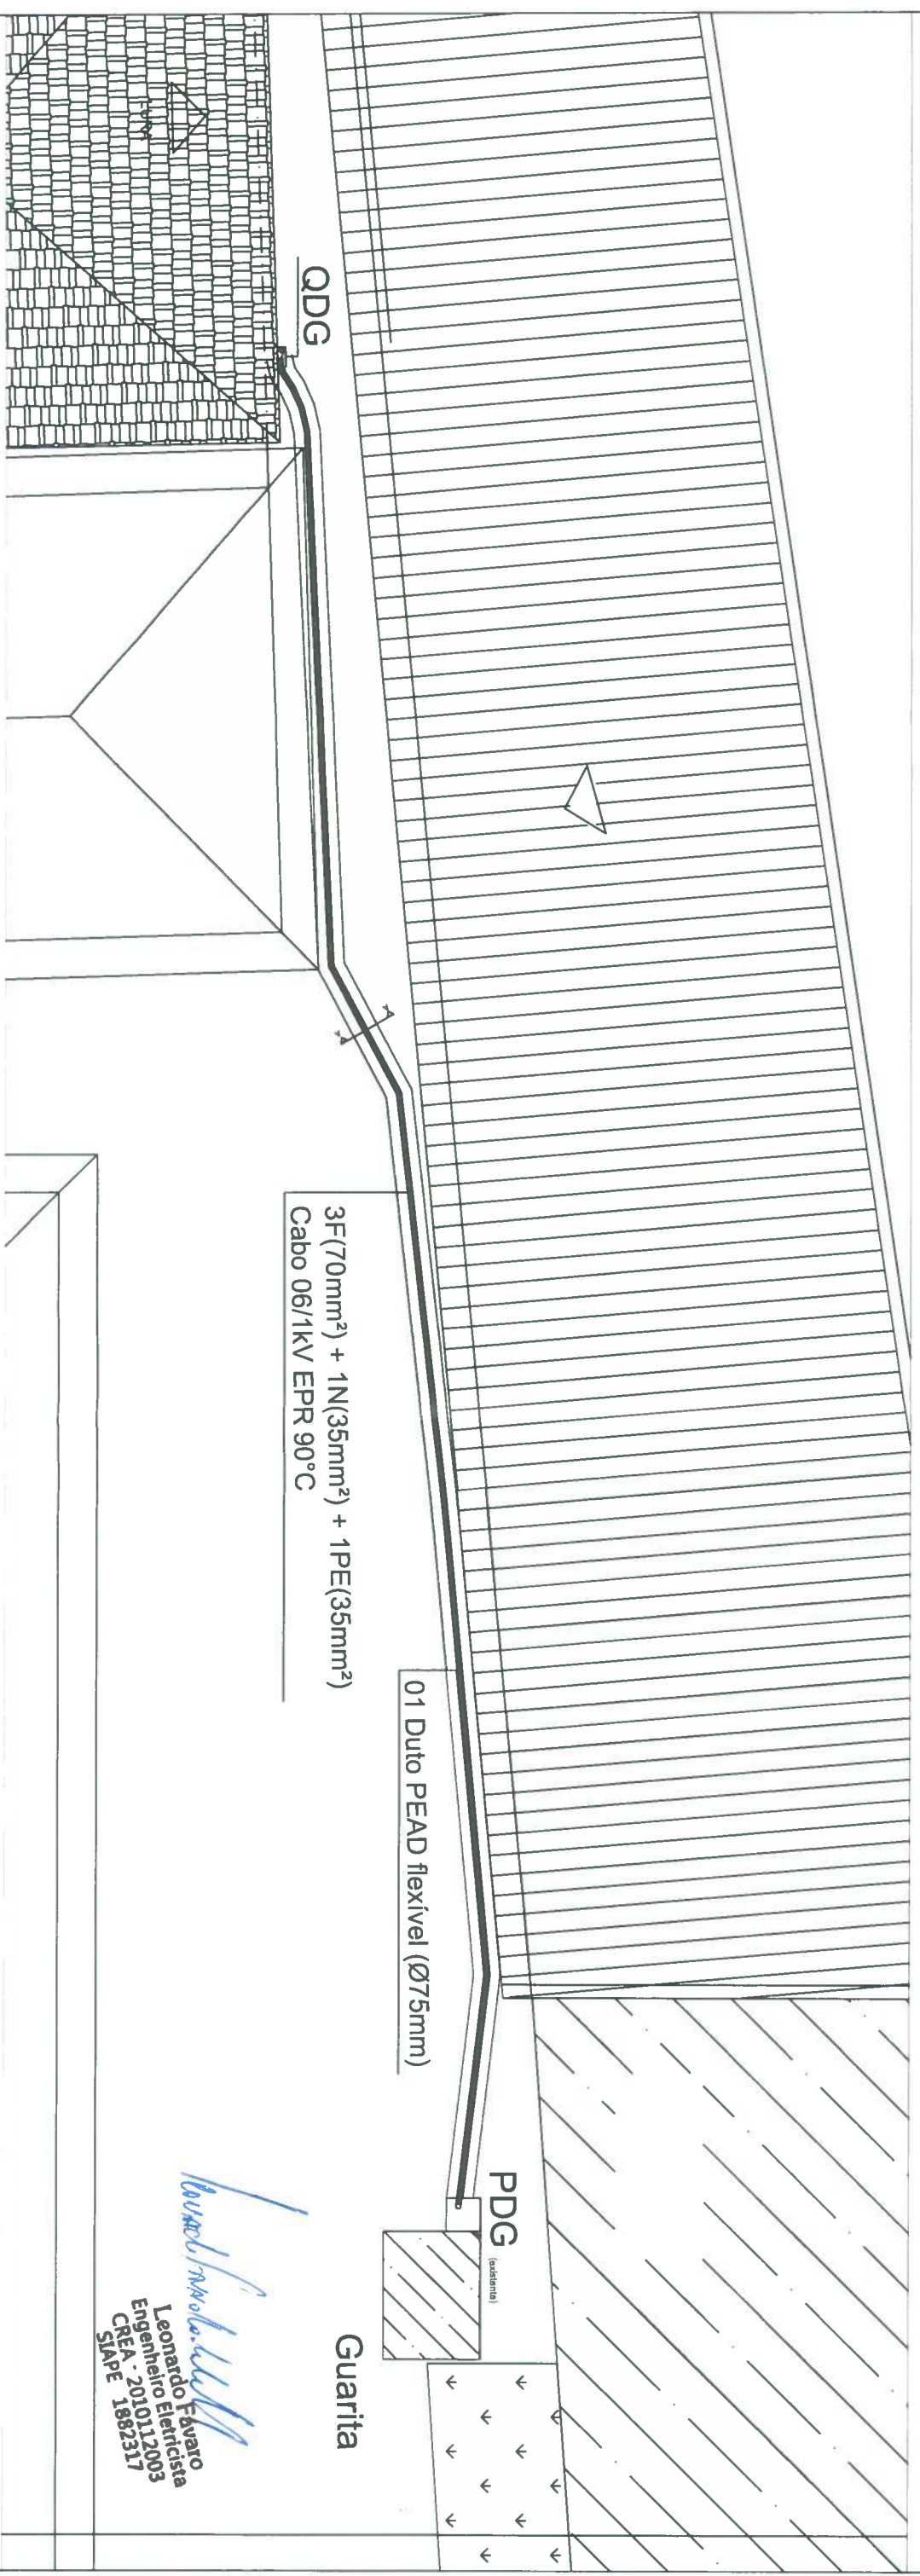 QDG
3F(70mm²) + 1N(35mm²) + 1PE(35mm²)
Cabo 06/1kV EPR 90°C
01 Duto PEAD flexível (Ø75mm)
PDG
(existente)
Guarita
Leonardo Favaro
Engenheiro Eletricista
CREA - 2010112003
SIAPE 1882317